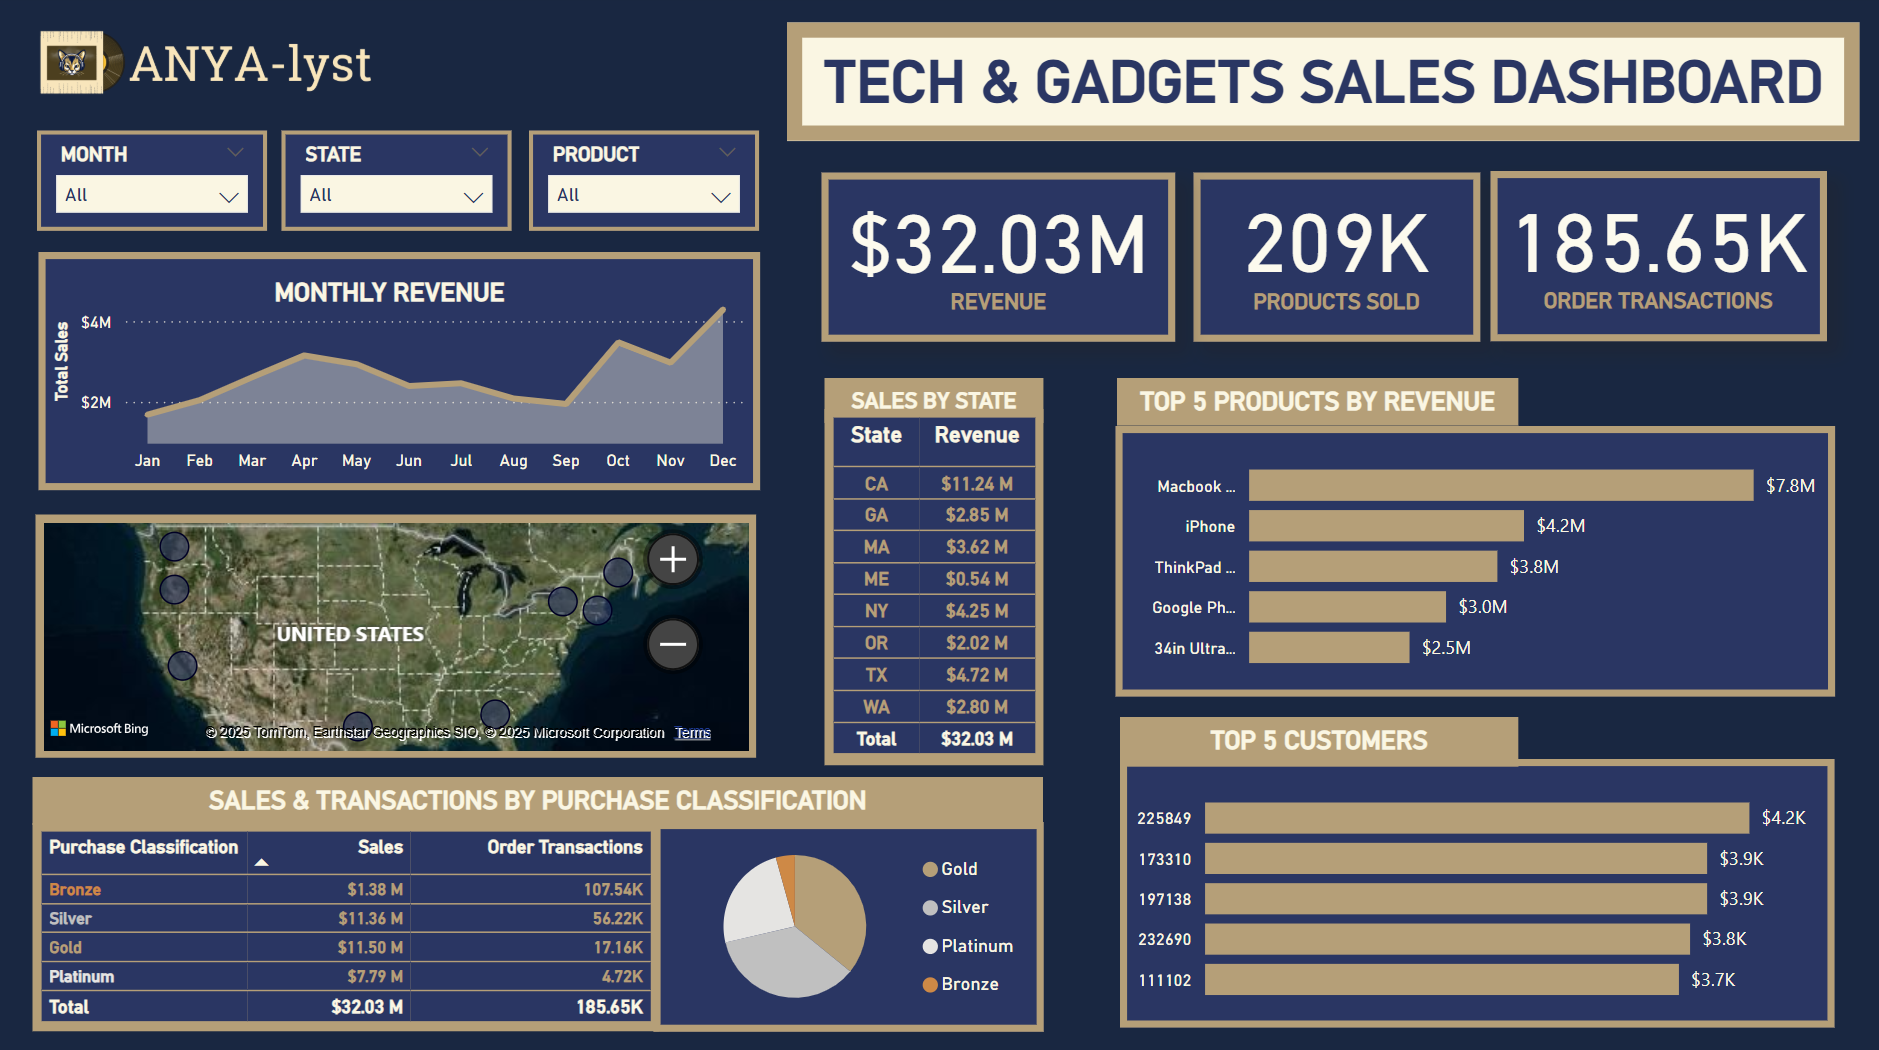 ANYA-lyst
TECH & GADGETS SALES DASHBOARD
MONTH
All
STATE
All
PRODUCT
All
$32.03M
REVENUE
209K
PRODUCTS SOLD
185.65K
ORDER TRANSACTIONS
MONTHLY REVENUE
Total Sales
$4M
$2M
Jan Feb Mar Apr May Jun Jul Aug Sep Oct Nov Dec
UNITED STATES
Microsoft Bing
© 2025 TomTom, Earthstar Geographics SIO, © 2025 Microsoft Corporation Terms
SALES BY STATE
State Revenue
CA $11.24 M
GA $2.85 M
MA $3.62 M
ME $0.54 M
NY $4.25 M
OR $2.02 M
TX $4.72 M
WA $2.80 M
Total $32.03 M
TOP 5 PRODUCTS BY REVENUE
Macbook ... $7.8M
iPhone $4.2M
ThinkPad ... $3.8M
Google Ph... $3.0M
34in Ultra... $2.5M
SALES & TRANSACTIONS BY PURCHASE CLASSIFICATION
Purchase Classification Sales Order Transactions
Bronze $1.38 M 107.54K
Silver $11.36 M 56.22K
Gold $11.50 M 17.16K
Platinum $7.79 M 4.72K
Total $32.03 M 185.65K
Gold
Silver
Platinum
Bronze
TOP 5 CUSTOMERS
225849 $4.2K
173310 $3.9K
197138 $3.9K
232690 $3.8K
111102 $3.7K